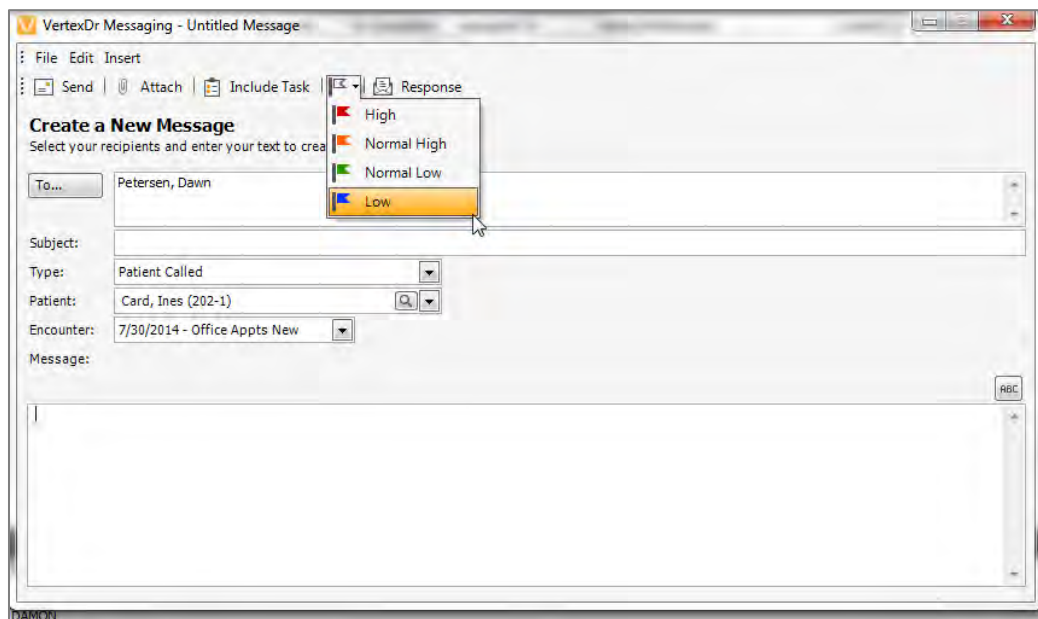 VertexDr Messaging - Untitled Message
File Edit Insert
Send Attach Include Task Response
High
Create a New Message
Normal High
Select your recipients and enter your text to crea
Normal Low
To... Petersen, Dawn
Low
Subject:
Type: Patient Called
Patient: Card, Ines (202-1)
Encounter: 7/30/2014 - Office Appts New
Message:
ABC
DAMON